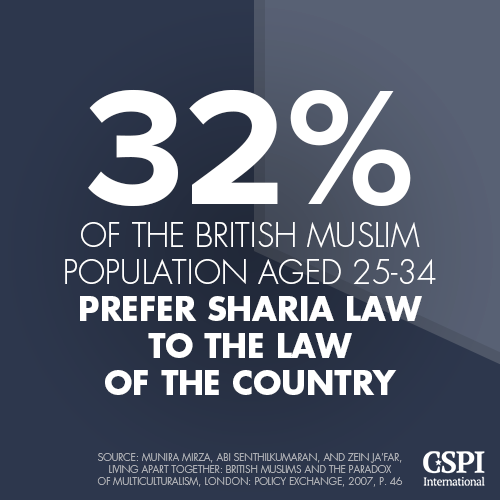 32%
OF THE BRITISH MUSLIM
POPULATION AGED 25-34
PREFER SHARIA LAW
TO THE LAW
OF THE COUNTRY
SOURCE: MUNIRA MIRZA, ABI SENTHILKUMARAN, AND ZEIN JA'FAR,
LIVING APART TOGETHER: BRITISH MUSLIMS AND THE PARADOX
OF MULTICULTURALISM, LONDON: POLICY EXCHANGE, 2007, P. 46
CSPI
International